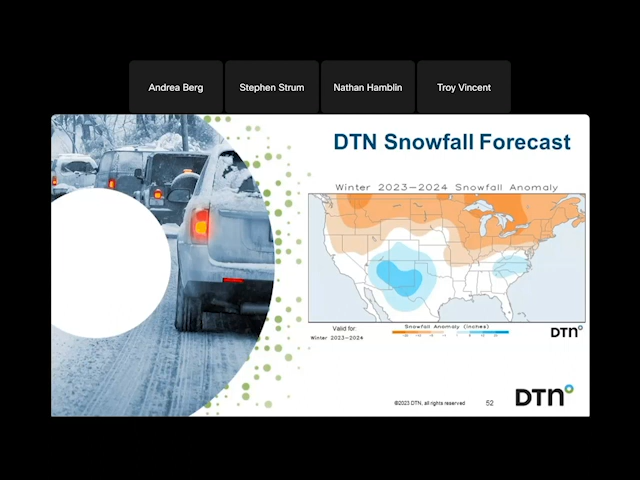 Andrea Berg
Stephen Strum
Nathan Hamblin
Troy Vincent
DTN Snowfall Forecast
Winter 2023-2024 Snowfall Anomaly
Valid for:
Winter 2023-2024
Snowfall Anomaly (inches)
DTN
©2023 DTN, all rights reserved
52
DTN